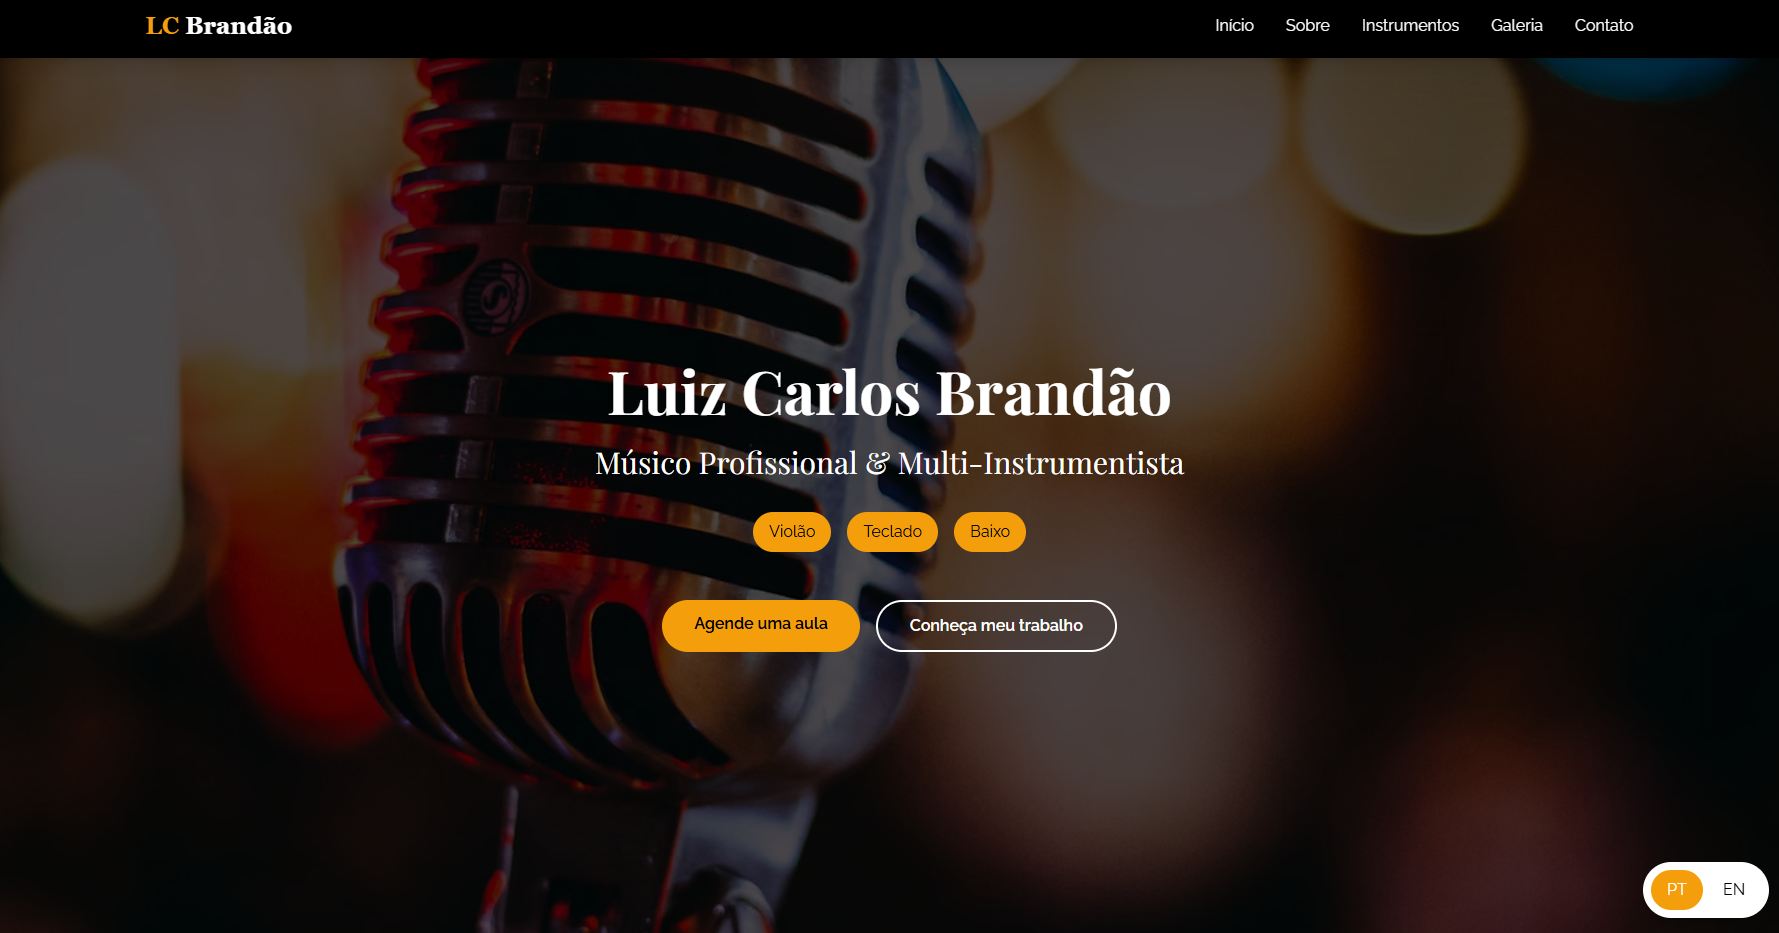 LC Brandão
Início Sobre Instrumentos Galeria Contato
Luiz Carlos Brandão
Músico Profissional & Multi-Instrumentista
Violão Teclado Baixo
Agende uma aula Conheça meu trabalho
PT EN